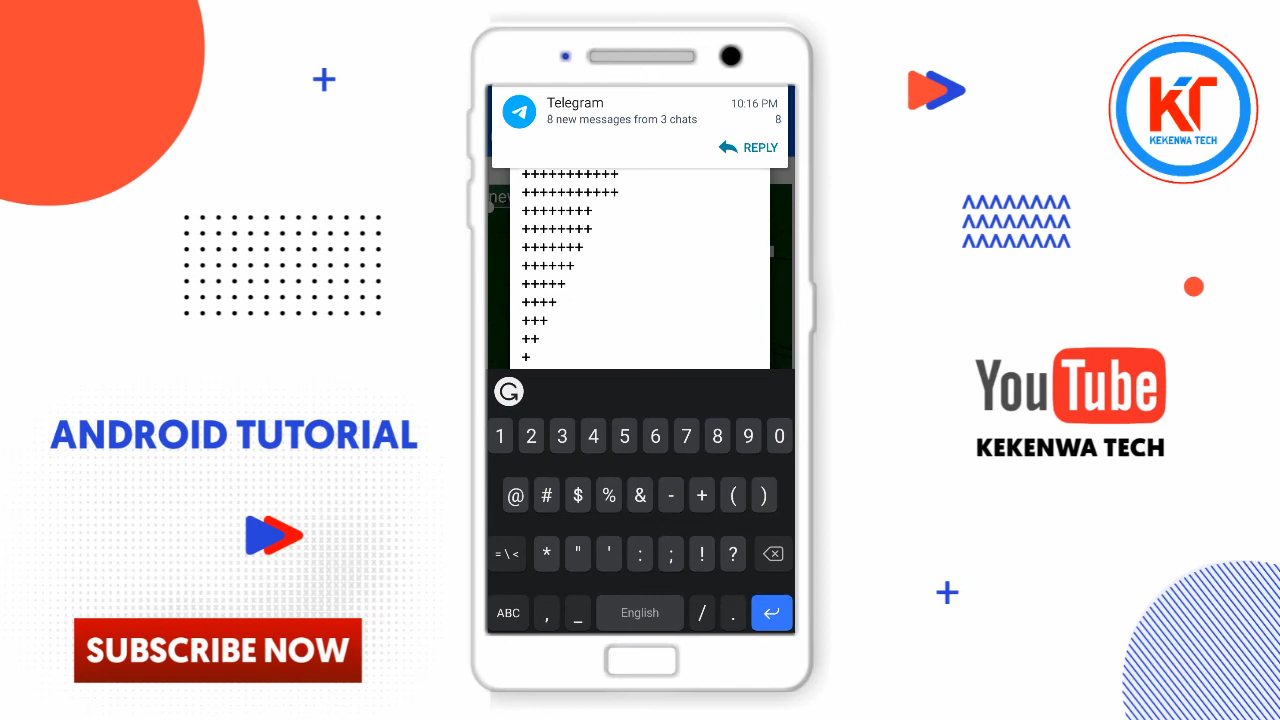 KT
KEKENWA TECH
Telegram
10:16 PM
8 new messages from 3 chats
8
REPLY
+++++++++++
+++++++++++
++++++++
++++++++
+++++++
++++++
+++++
++++
+++
++
+
1 2 3 4 5 6 7 8 9 0
@ # $ % & - + ( )
=\< * " ' : ; ! ?
ABC , _ English / .
ANDROID TUTORIAL
SUBSCRIBE NOW
YouTube
KEKENWA TECH